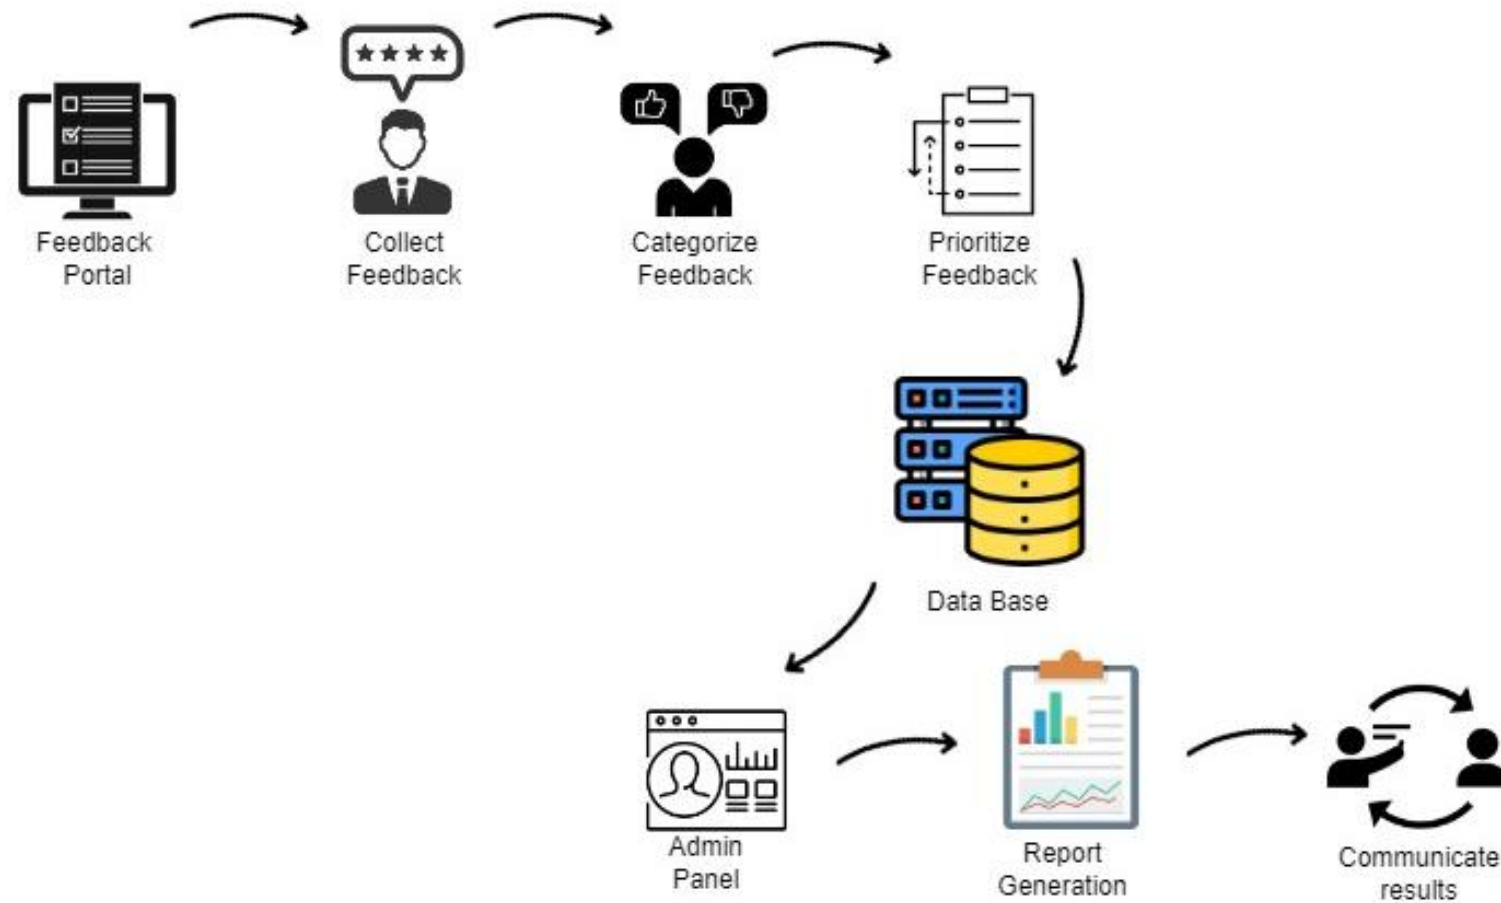 Feedback
Portal
Collect
Feedback
Categorize
Feedback
Prioritize
Feedback
Data Base
Admin
Panel
Report
Generation
Communicate
results